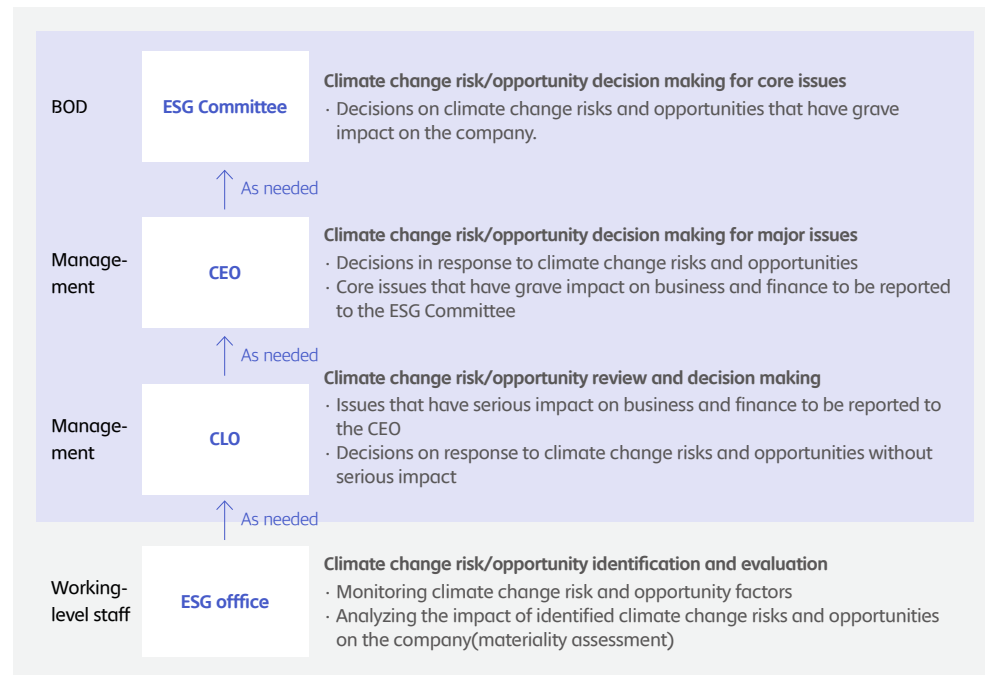 BOD
ESG Committee
Climate change risk/opportunity decision making for core issues
· Decisions on climate change risks and opportunities that have grave
impact on the company.
As needed
Manage-
ment
CEO
Climate change risk/opportunity decision making for major issues
· Decisions in response to climate change risks and opportunities
· Core issues that have grave impact on business and finance to be reported
to the ESG Committee
As needed
Manage-
ment
CLO
Climate change risk/opportunity review and decision making
· Issues that have serious impact on business and finance to be reported to
the CEO
· Decisions on response to climate change risks and opportunities without
serious impact
As needed
Working-
level staff
ESG offfice
Climate change risk/opportunity identification and evaluation
· Monitoring climate change risk and opportunity factors
· Analyzing the impact of identified climate change risks and opportunities
on the company(materiality assessment)